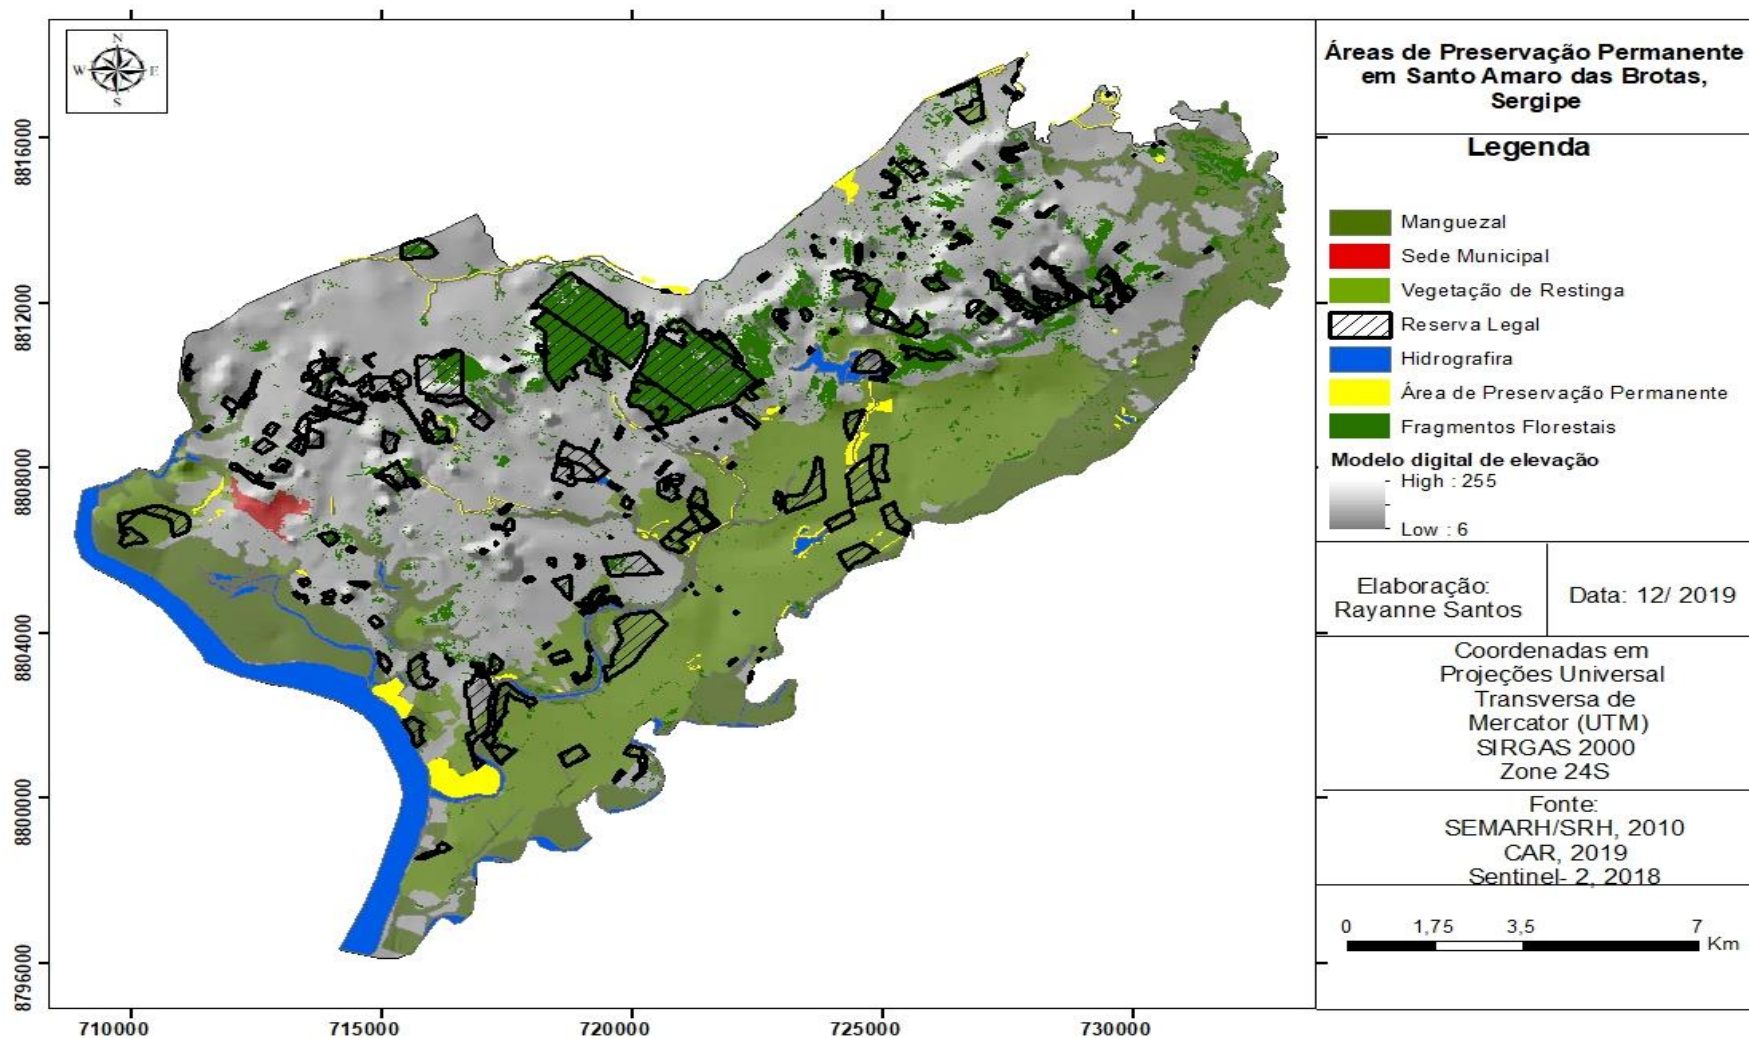 N
W E
S
8816000
8812000
8808000
8804000
8800000
8796000
710000 715000 720000 725000 730000
Áreas de Preservação Permanente
em Santo Amaro das Brotas,
Sergipe
Legenda
Manguezal
Sede Municipal
Vegetação de Restinga
Reserva Legal
Hidrografira
Área de Preservação Permanente
Fragmentos Florestais
Modelo digital de elevação
High : 255
Low : 6
Elaboração:
Rayanne Santos
Data: 12/ 2019
Coordenadas em
Projeções Universal
Transversa de
Mercator (UTM)
SIRGAS 2000
Zone 24S
Fonte:
SEMARH/SRH, 2010
CAR, 2019
Sentinel- 2, 2018
0 1,75 3,5 7
Km